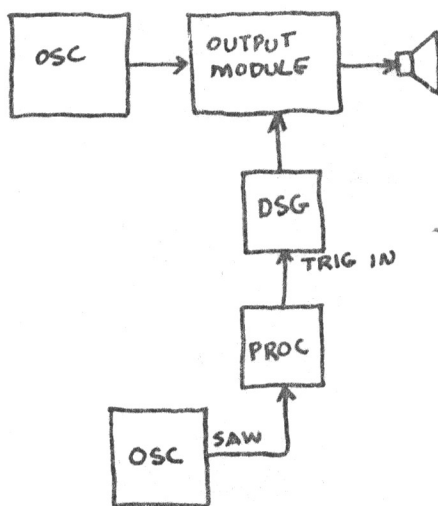 OSC
OUTPUT
MODULE
DSG
TRIG IN
PROC
OSC
SAW